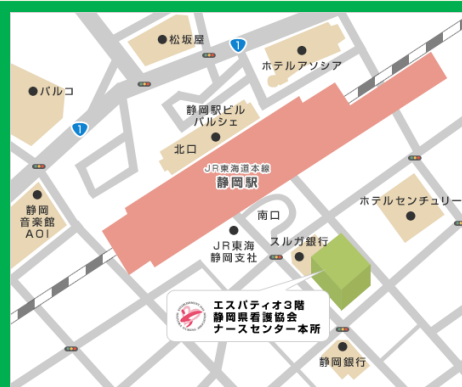 松坂屋
1
ホテルアソシア
パルコ
静岡駅ビル
パルシェ
1
北口
JR東海道本線
静岡駅
静岡
音楽館
AOI
南口
ホテルセンチュリー
JR東海
静岡支社
スルガ銀行
エスパティオ3階
静岡県看護協会
ナースセンター本所
静岡銀行